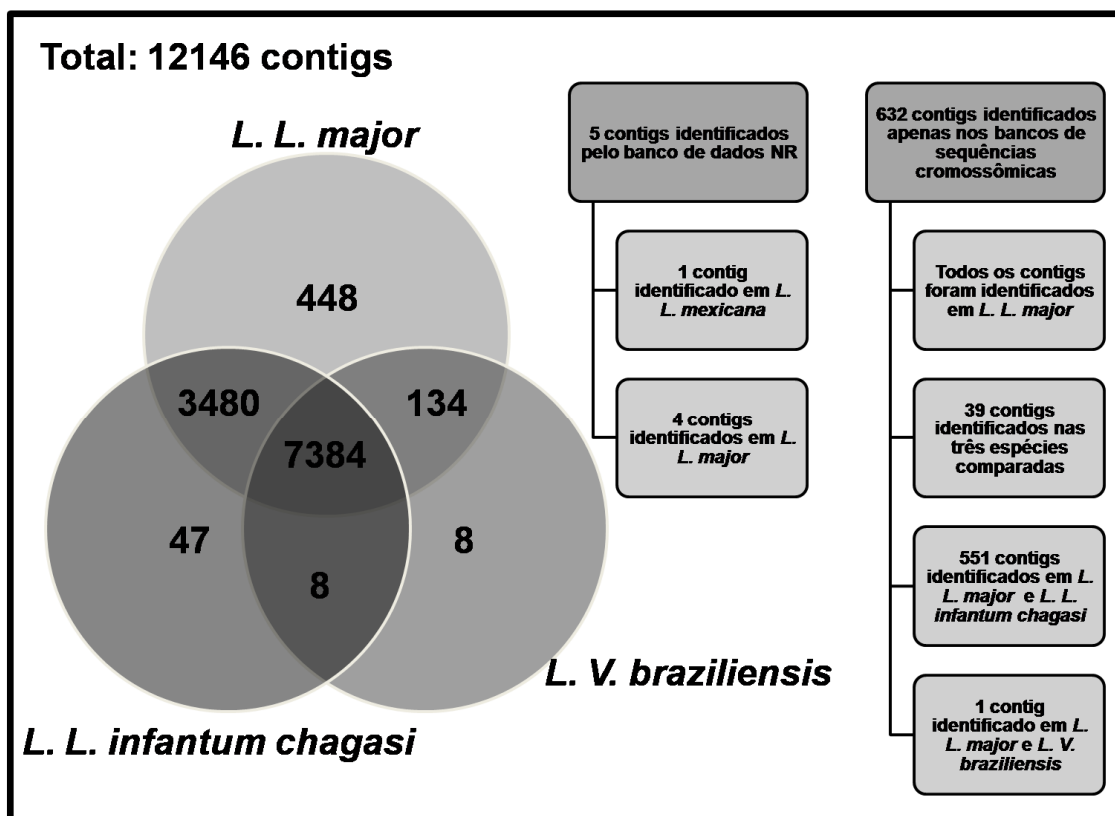 Total: 12146 contigs
L. L. major
448
3480
134
7384
47
8
8
L. V. braziliensis
L. L. infantum chagasi
5 contigs identificados
pelo banco de dados NR
1 contig
identificado em L.
L. mexicana
4 contigs
identificados em L.
L. major
632 contigs identificados
apenas nos bancos de
sequências
cromossômicas
Todos os contigs
foram identificados
em L. L. major
39 contigs
identificados nas
três espécies
comparadas
551 contigs
identificados em L.
L. major e L. L.
infantum chagasi
1 contig
identificado em L.
L. major e L. V.
braziliensis